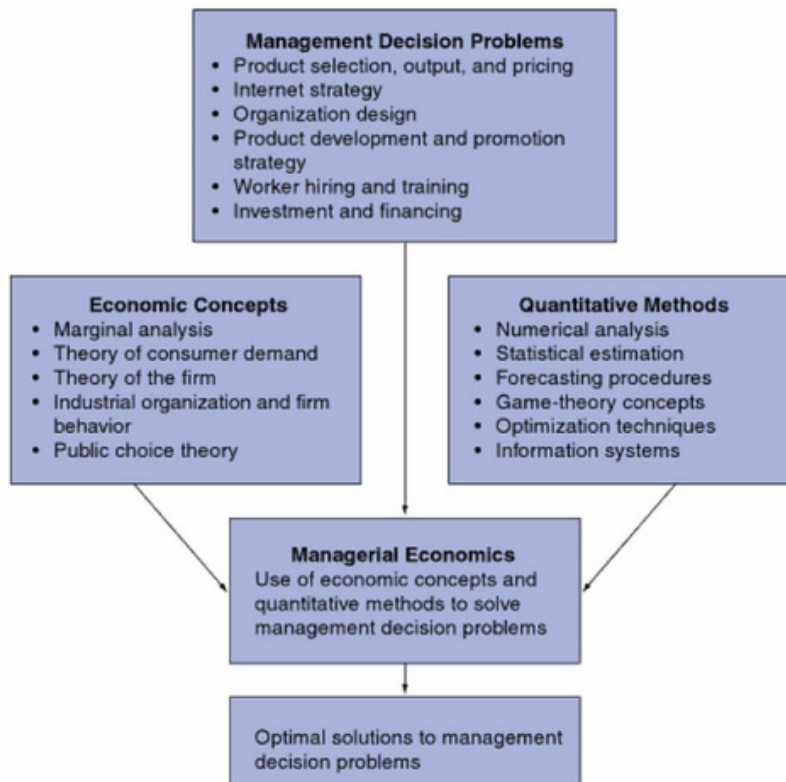 Management Decision Problems
• Product selection, output, and pricing
• Internet strategy
• Organization design
• Product development and promotion
strategy
• Worker hiring and training
• Investment and financing
Economic Concepts
• Marginal analysis
• Theory of consumer demand
• Theory of the firm
• Industrial organization and firm
behavior
• Public choice theory
Quantitative Methods
• Numerical analysis
• Statistical estimation
• Forecasting procedures
• Game-theory concepts
• Optimization techniques
• Information systems
Managerial Economics
Use of economic concepts and
quantitative methods to solve
management decision problems
Optimal solutions to management
decision problems